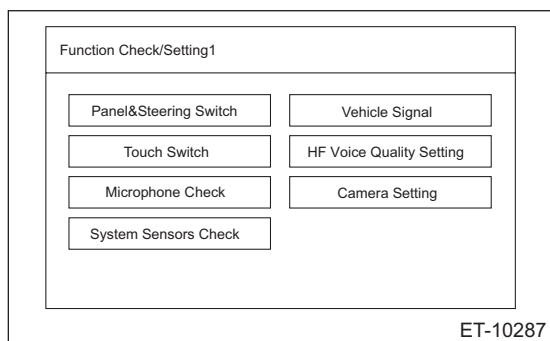 Function Check/Setting1
Panel&Steering Switch
Vehicle Signal
Touch Switch
HF Voice Quality Setting
Microphone Check
Camera Setting
System Sensors Check
ET-10287